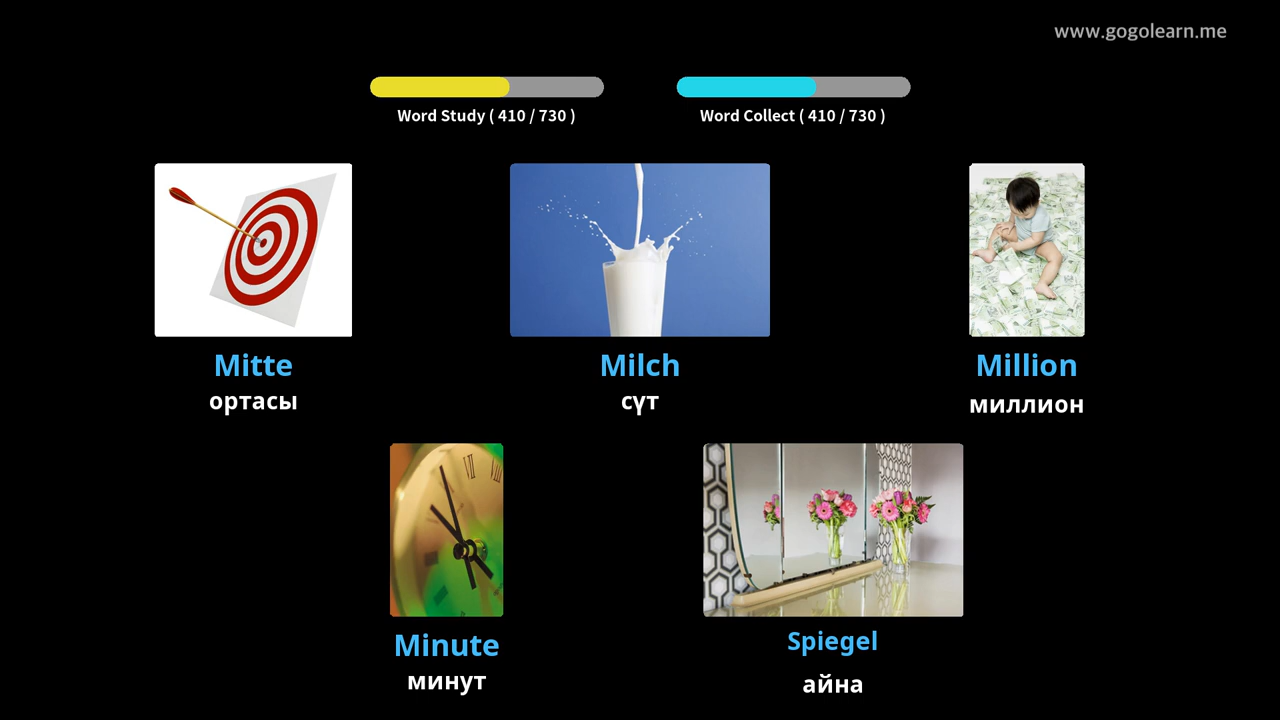 www.gogolearn.me
Word Study ( 410 / 730 )
Word Collect ( 410 / 730 )
Mitte
ортасы
Milch
сүт
Million
миллион
Minute
минут
Spiegel
айна